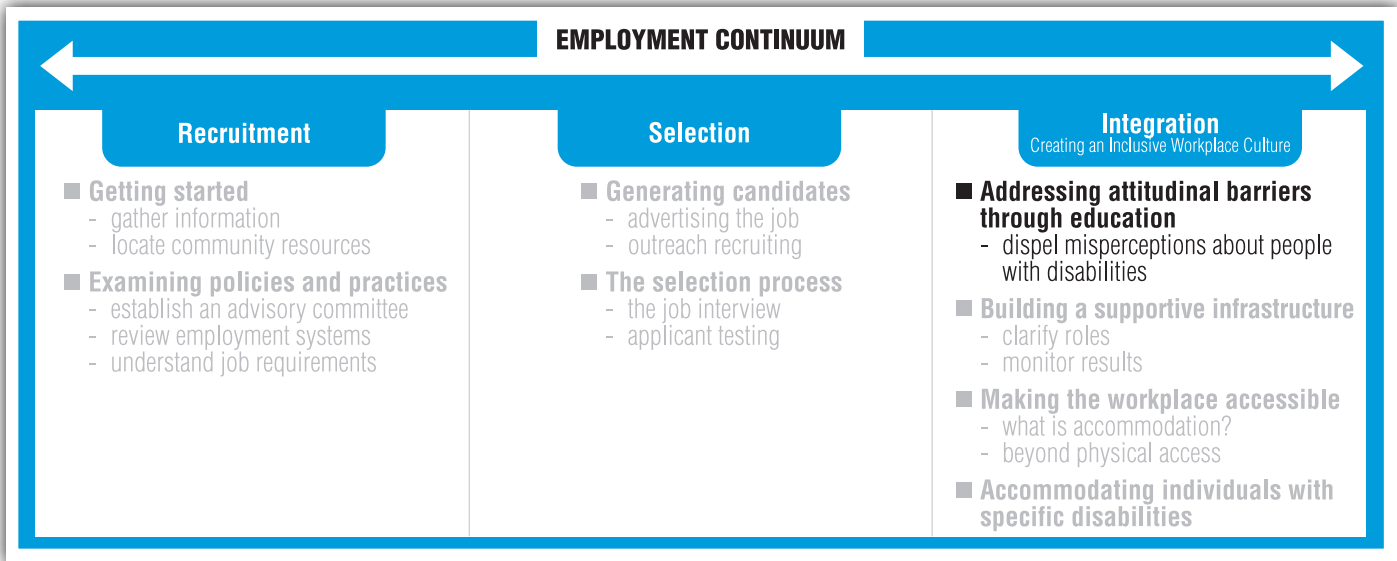 EMPLOYMENT CONTINUUM
Recruitment
■ Getting started
- gather information
- locate community resources
■ Examining policies and practices
- establish an advisory committee
- review employment systems
- understand job requirements
Selection
■ Generating candidates
- advertising the job
- outreach recruiting
■ The selection process
- the job interview
- applicant testing
Integration
Creating an Inclusive Workplace Culture
■ Addressing attitudinal barriers
through education
- dispel misperceptions about people
with disabilities
■ Building a supportive infrastructure
- clarify roles
- monitor results
■ Making the workplace accessible
- what is accommodation?
- beyond physical access
■ Accommodating individuals with
specific disabilities